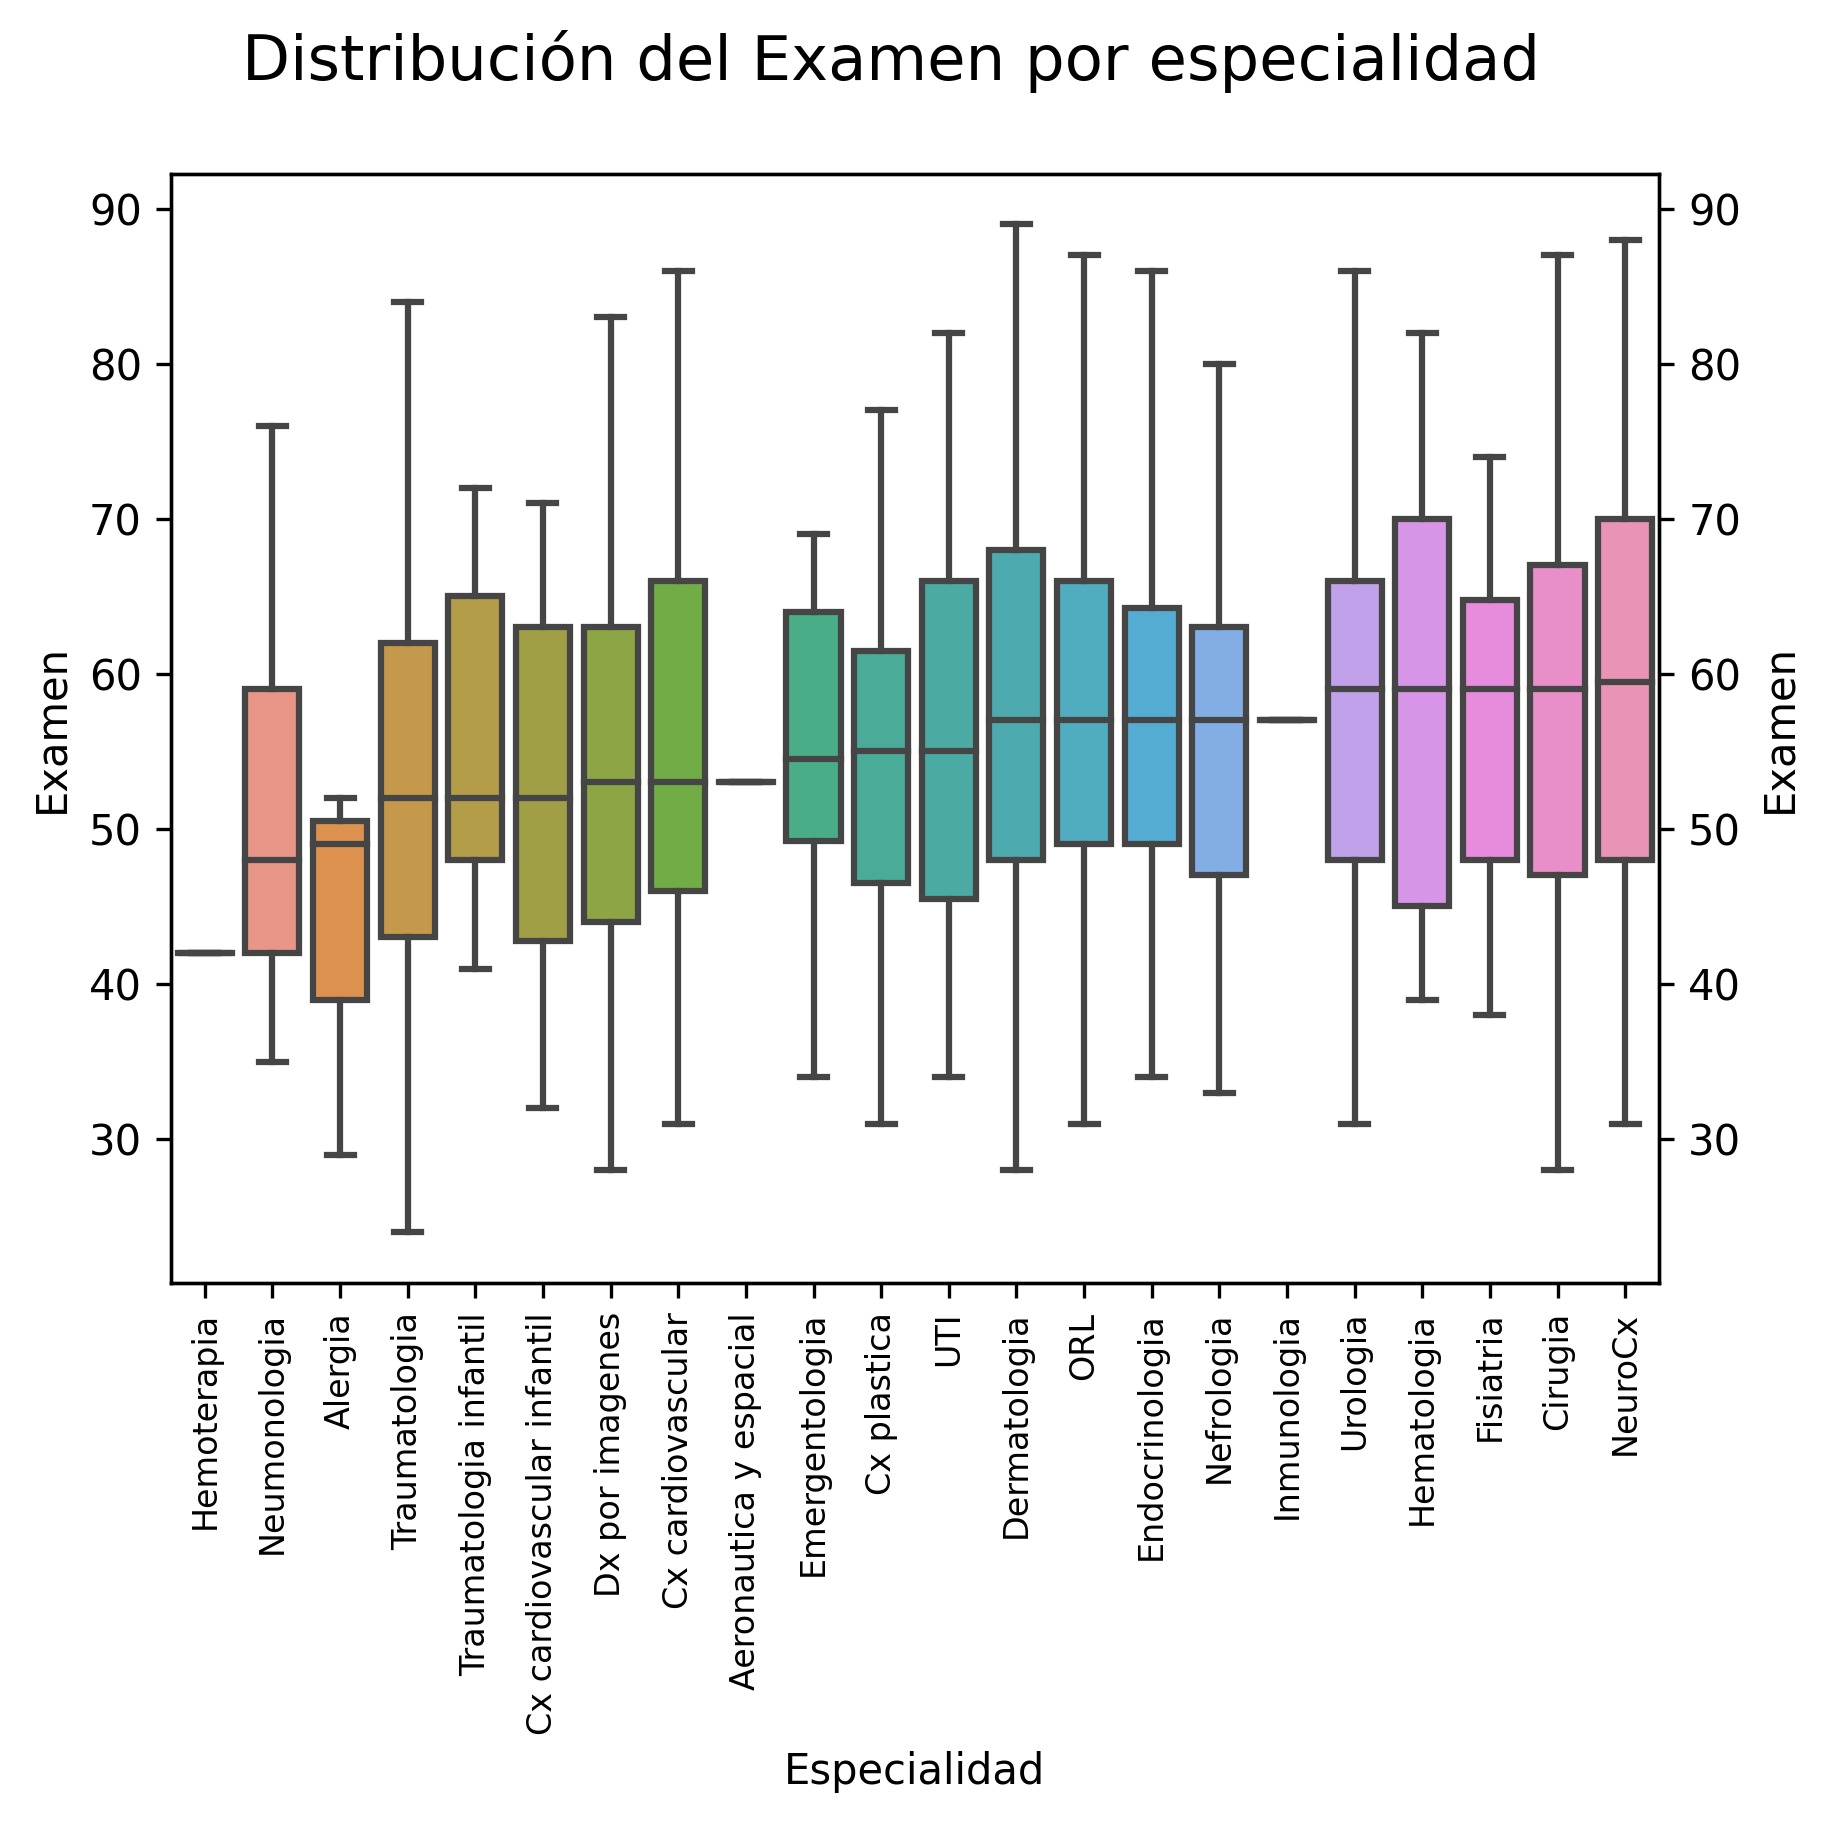 Distribución del Examen por especialidad
90
80
70
60
50
40
30
Examen
90
80
70
60
50
40
30
Examen
Hemoterapia
Neumonologia
Alergia
Traumatologia
Traumatologia infantil
Cx cardiovascular infantil
Dx por imagenes
Cx cardiovascular
Aeronautica y espacial
Emergentologia
Cx plastica
UTI
Dermatologia
ORL
Endocrinologia
Nefrologia
Inmunologia
Urologia
Hematologia
Fisiatria
Cirugia
NeuroCx
Especialidad